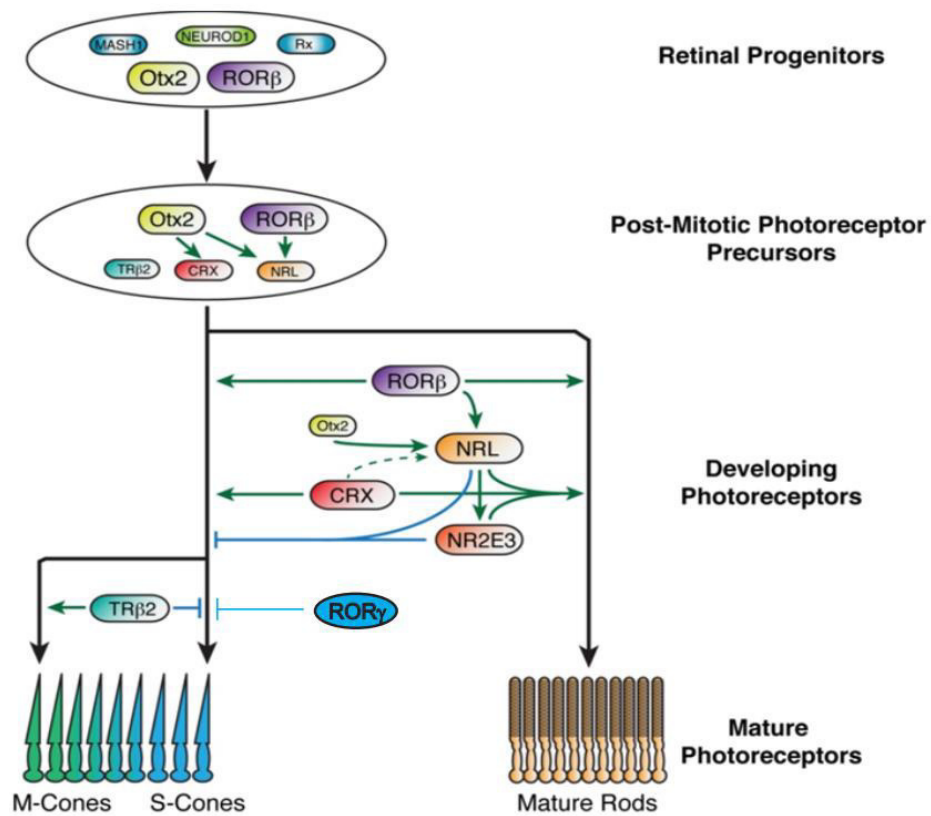 MASH1 NEUROD1 Rx
Otx2 RORβ
Retinal Progenitors
Otx2 RORβ
TRβ2 CRX NRL
Post-Mitotic Photoreceptor
Precursors
RORβ
Otx2
NRL
CRX
NR2E3
Developing
Photoreceptors
TRβ2
RORγ
Mature
Photoreceptors
M-Cones S-Cones Mature Rods